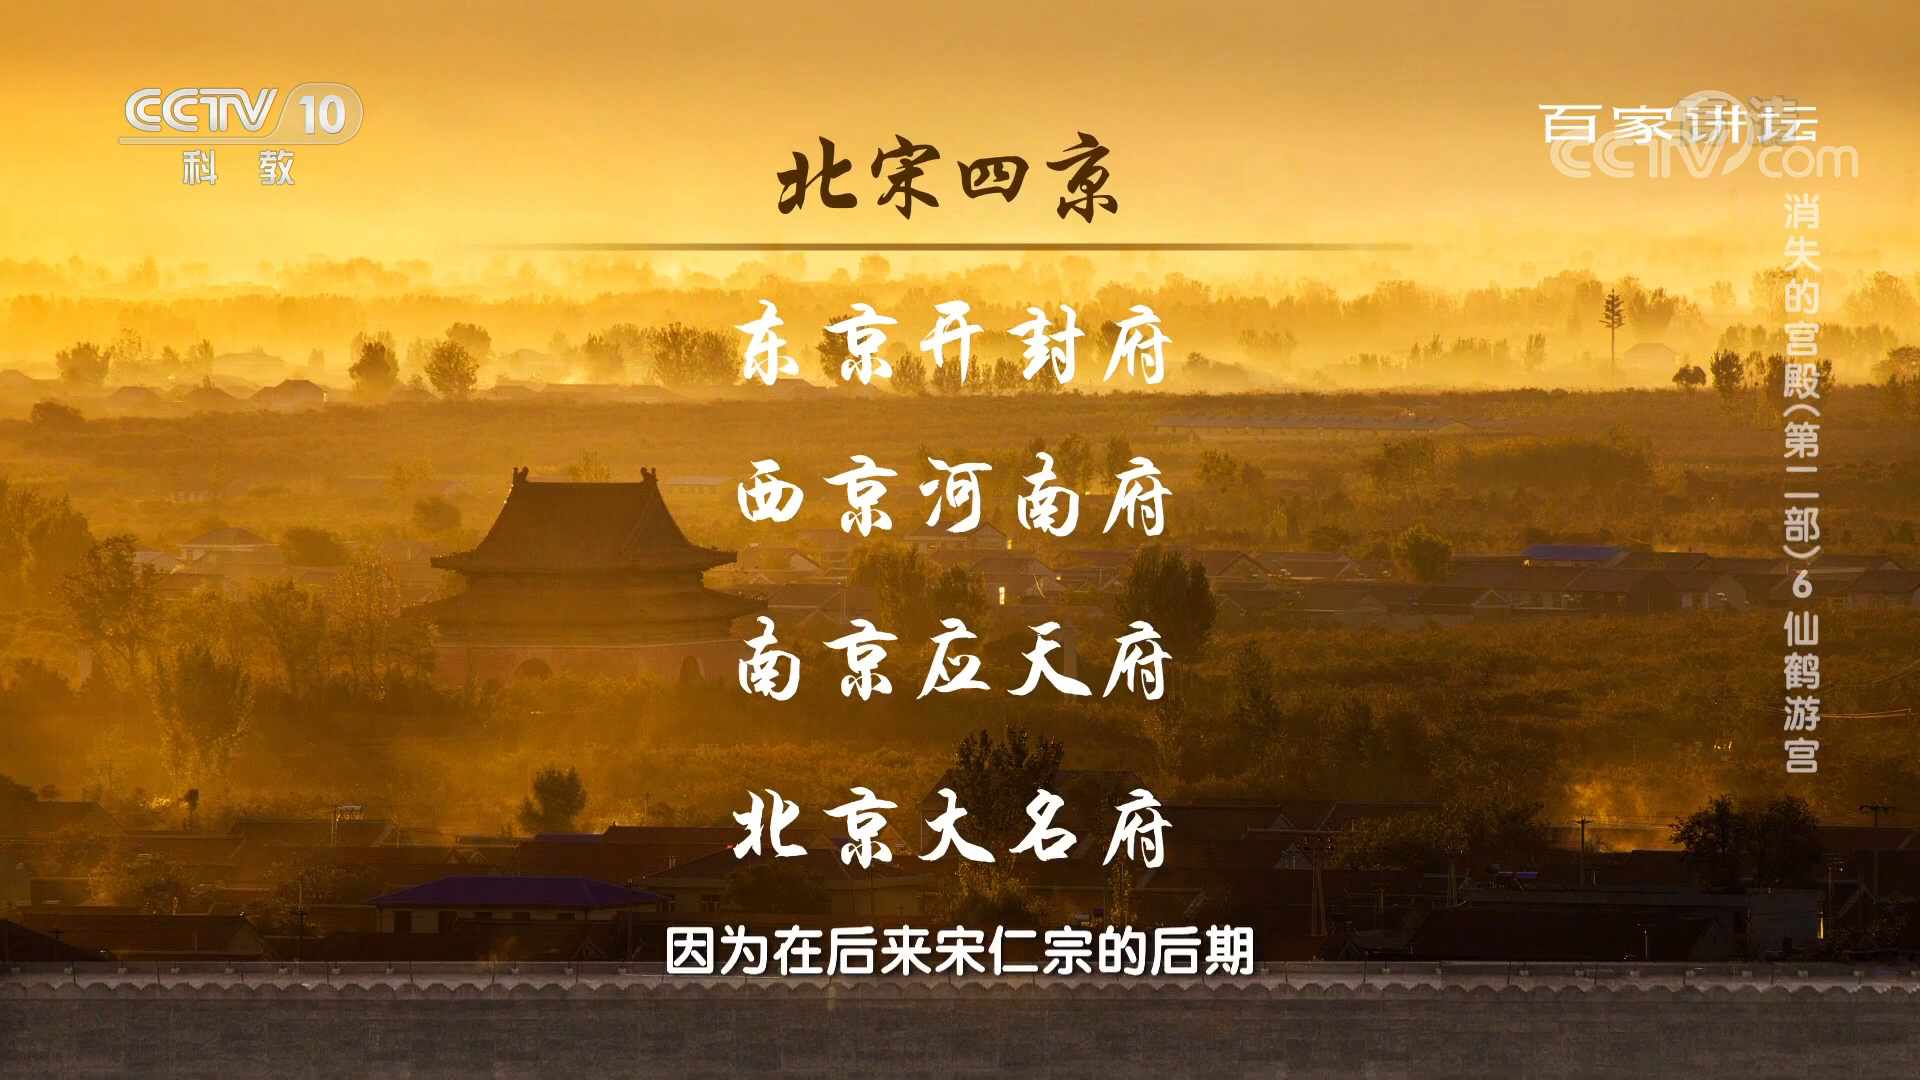 CCTV 10
科教
百家讲坛
CCTV.com
北宋四京
东京开封府
西京河南府
南京应天府
北京大名府
消失的宫殿(第二部)6 仙鹤游宫
因为在后来宋仁宗的后期